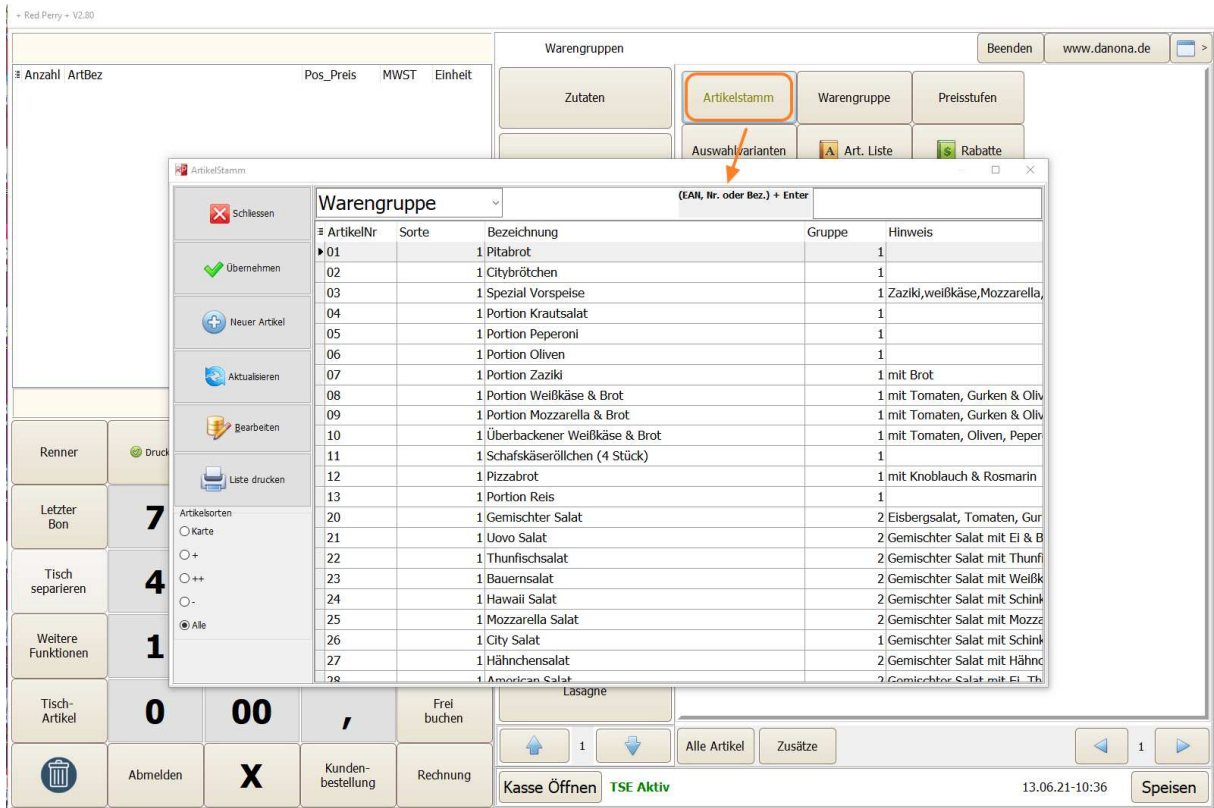 + Red Perry + V2.80
Warengruppen
Beenden
www.danona.de
>
Anzahl ArtBez Pos_Preis MWST Einheit
Zutaten
Artikelstamm
Warengruppe
Preisstufen
Auswahlvarianten
A Art. Liste
$ Rabatte
ArtikelStamm
Schliessen
Übernehmen
Neuer Artikel
Aktualisieren
Bearbeiten
Liste drucken
Artikelsorten
Karte
+
++
-
Alle
Warengruppe
(EAN, Nr. oder Bez.) + Enter
ArtikelNr Sorte Bezeichnung Gruppe Hinweis
01 1 Pitabrot 1
02 1 Citybrötchen 1
03 1 Spezial Vorspeise 1 Zaziki,weißkäse,Mozzarella,
04 1 Portion Krautsalat 1
05 1 Portion Peperoni 1
06 1 Portion Oliven 1
07 1 Portion Zaziki 1 mit Brot
08 1 Portion Weißkäse & Brot 1 mit Tomaten, Gurken & Oliv
09 1 Portion Mozzarella & Brot 1 mit Tomaten, Gurken & Oliv
10 1 Überbackener Weißkäse & Brot 1 mit Tomaten, Oliven, Peper
11 1 Schafskäseröllchen (4 Stück) 1
12 1 Pizzabrot 1 mit Knoblauch & Rosmarin
13 1 Portion Reis 1
20 1 Gemischter Salat 2 Eisbergsalat, Tomaten, Gur
21 1 Uovo Salat 2 Gemischter Salat mit Ei & B
22 1 Thunfischsalat 2 Gemischter Salat mit Thunfi
23 1 Bauernsalat 2 Gemischter Salat mit Weißk
24 1 Hawaii Salat 2 Gemischter Salat mit Schink
25 1 Mozzarella Salat 2 Gemischter Salat mit Mozza
26 1 City Salat 1 Gemischter Salat mit Schink
27 1 Hähnchensalat 2 Gemischter Salat mit Hähnc
28 1 American Salat 2 Gemischter Salat mit Ei, Th
Renner
Druck
Letzter
Bon
7
Tisch
separieren
4
Weitere
Funktionen
1
Tisch-
Artikel
0
00
,
Frei
buchen
Abmelden
X
Kunden-
bestellung
Rechnung
Lasagne
1
Alle Artikel
Zusätze
1
Kasse Öffnen
TSE Aktiv
13.06.21-10:36
Speisen